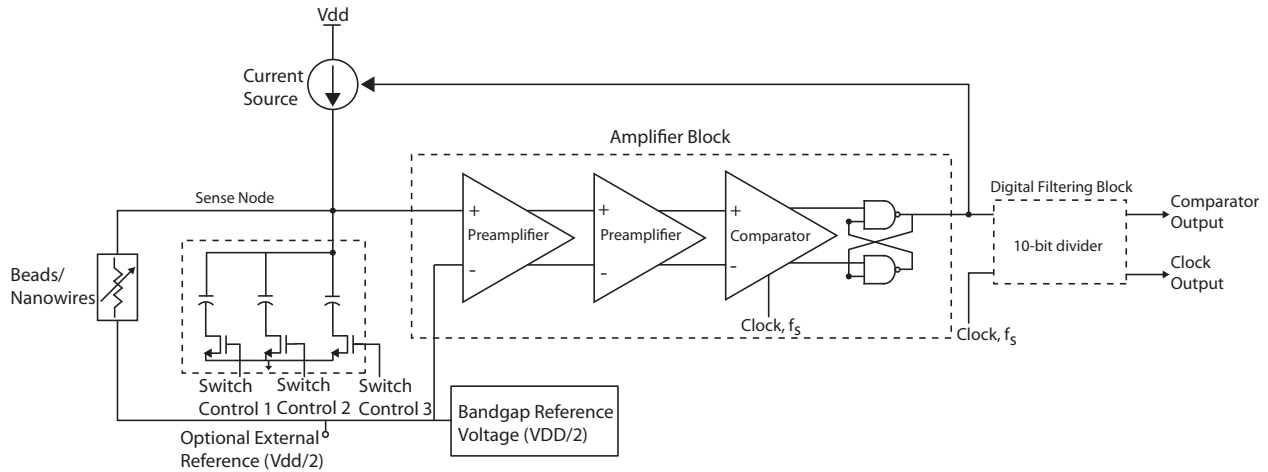 Vdd
Current
Source
Amplifier Block
Sense Node
Digital Filtering Block
Comparator
Output
+
Preamplifier
-
+
Preamplifier
-
+
Comparator
-
10-bit divider
Beads/
Nanowires
Clock
Output
Clock, fs
Clock, fs
Switch
Control 1
Switch
Control 2
Switch
Control 3
Bandgap Reference
Voltage (VDD/2)
Optional External
Reference (Vdd/2)